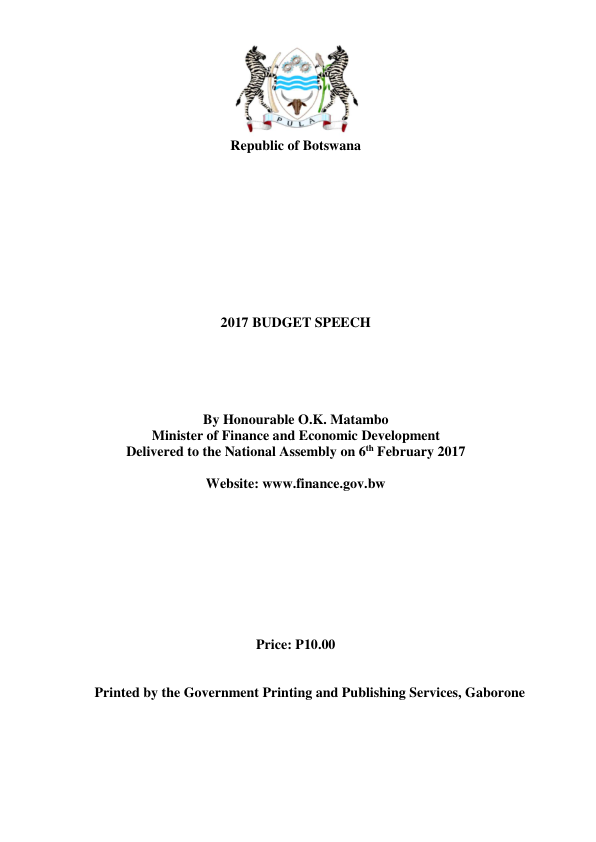 PULA
Republic of Botswana
2017 BUDGET SPEECH
By Honourable O.K. Matambo
Minister of Finance and Economic Development
Delivered to the National Assembly on 6th February 2017
Website: www.finance.gov.bw
Price: P10.00
Printed by the Government Printing and Publishing Services, Gaborone